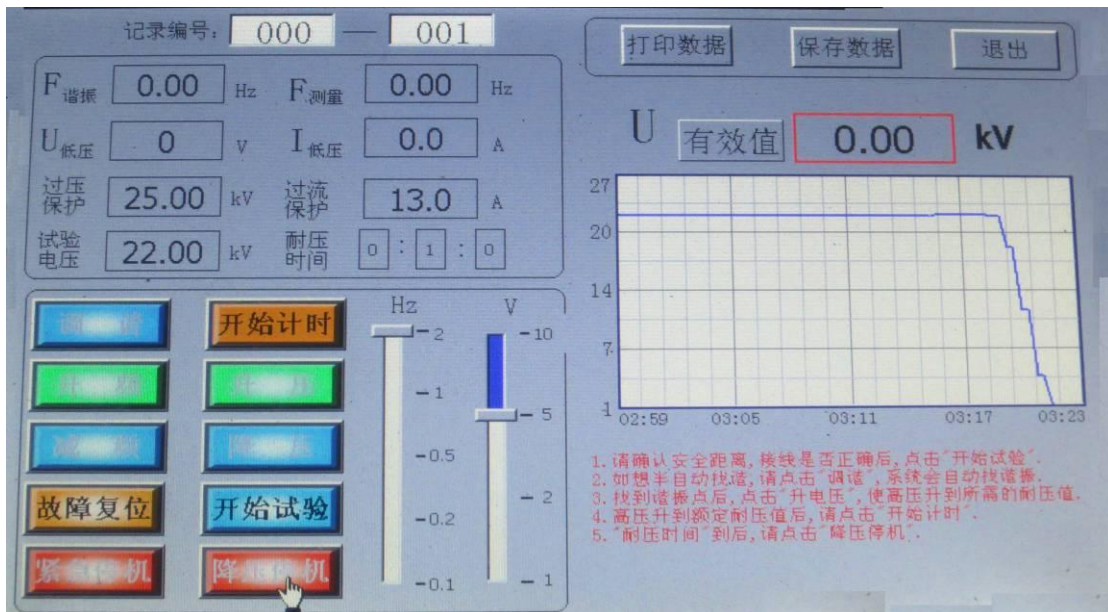 记录编号: 000 — 001
打印数据 保存数据 退出
F谐振 0.00 Hz F测量 0.00 Hz
U低压 0 V I低压 0.0 A
过压保护 25.00 kV 过流保护 13.0 A
试验电压 22.00 kV 耐压时间 0 : 1 : 0
U 有效值 0.00 kV
27
20
14
7
-1
02:59 03:05 03:11 03:17 03:23
Hz V
开始计时
2 10
1 5
0.5
0.2 2
0.1 1
故障复位 开始试验
紧急停机 降压停机
1. 请确认安全距离, 接线是否正确后, 点击"开始试验".
2. 如想半自动找谐, 请点击"调谐", 系统会自动找谐振.
3. 找到谐振点后, 点击"升电压", 使高压升到所需的耐压值.
4. 高压升到额定耐压值后, 请点击"开始计时".
5. "耐压时间"到后, 请点击"降压停机".